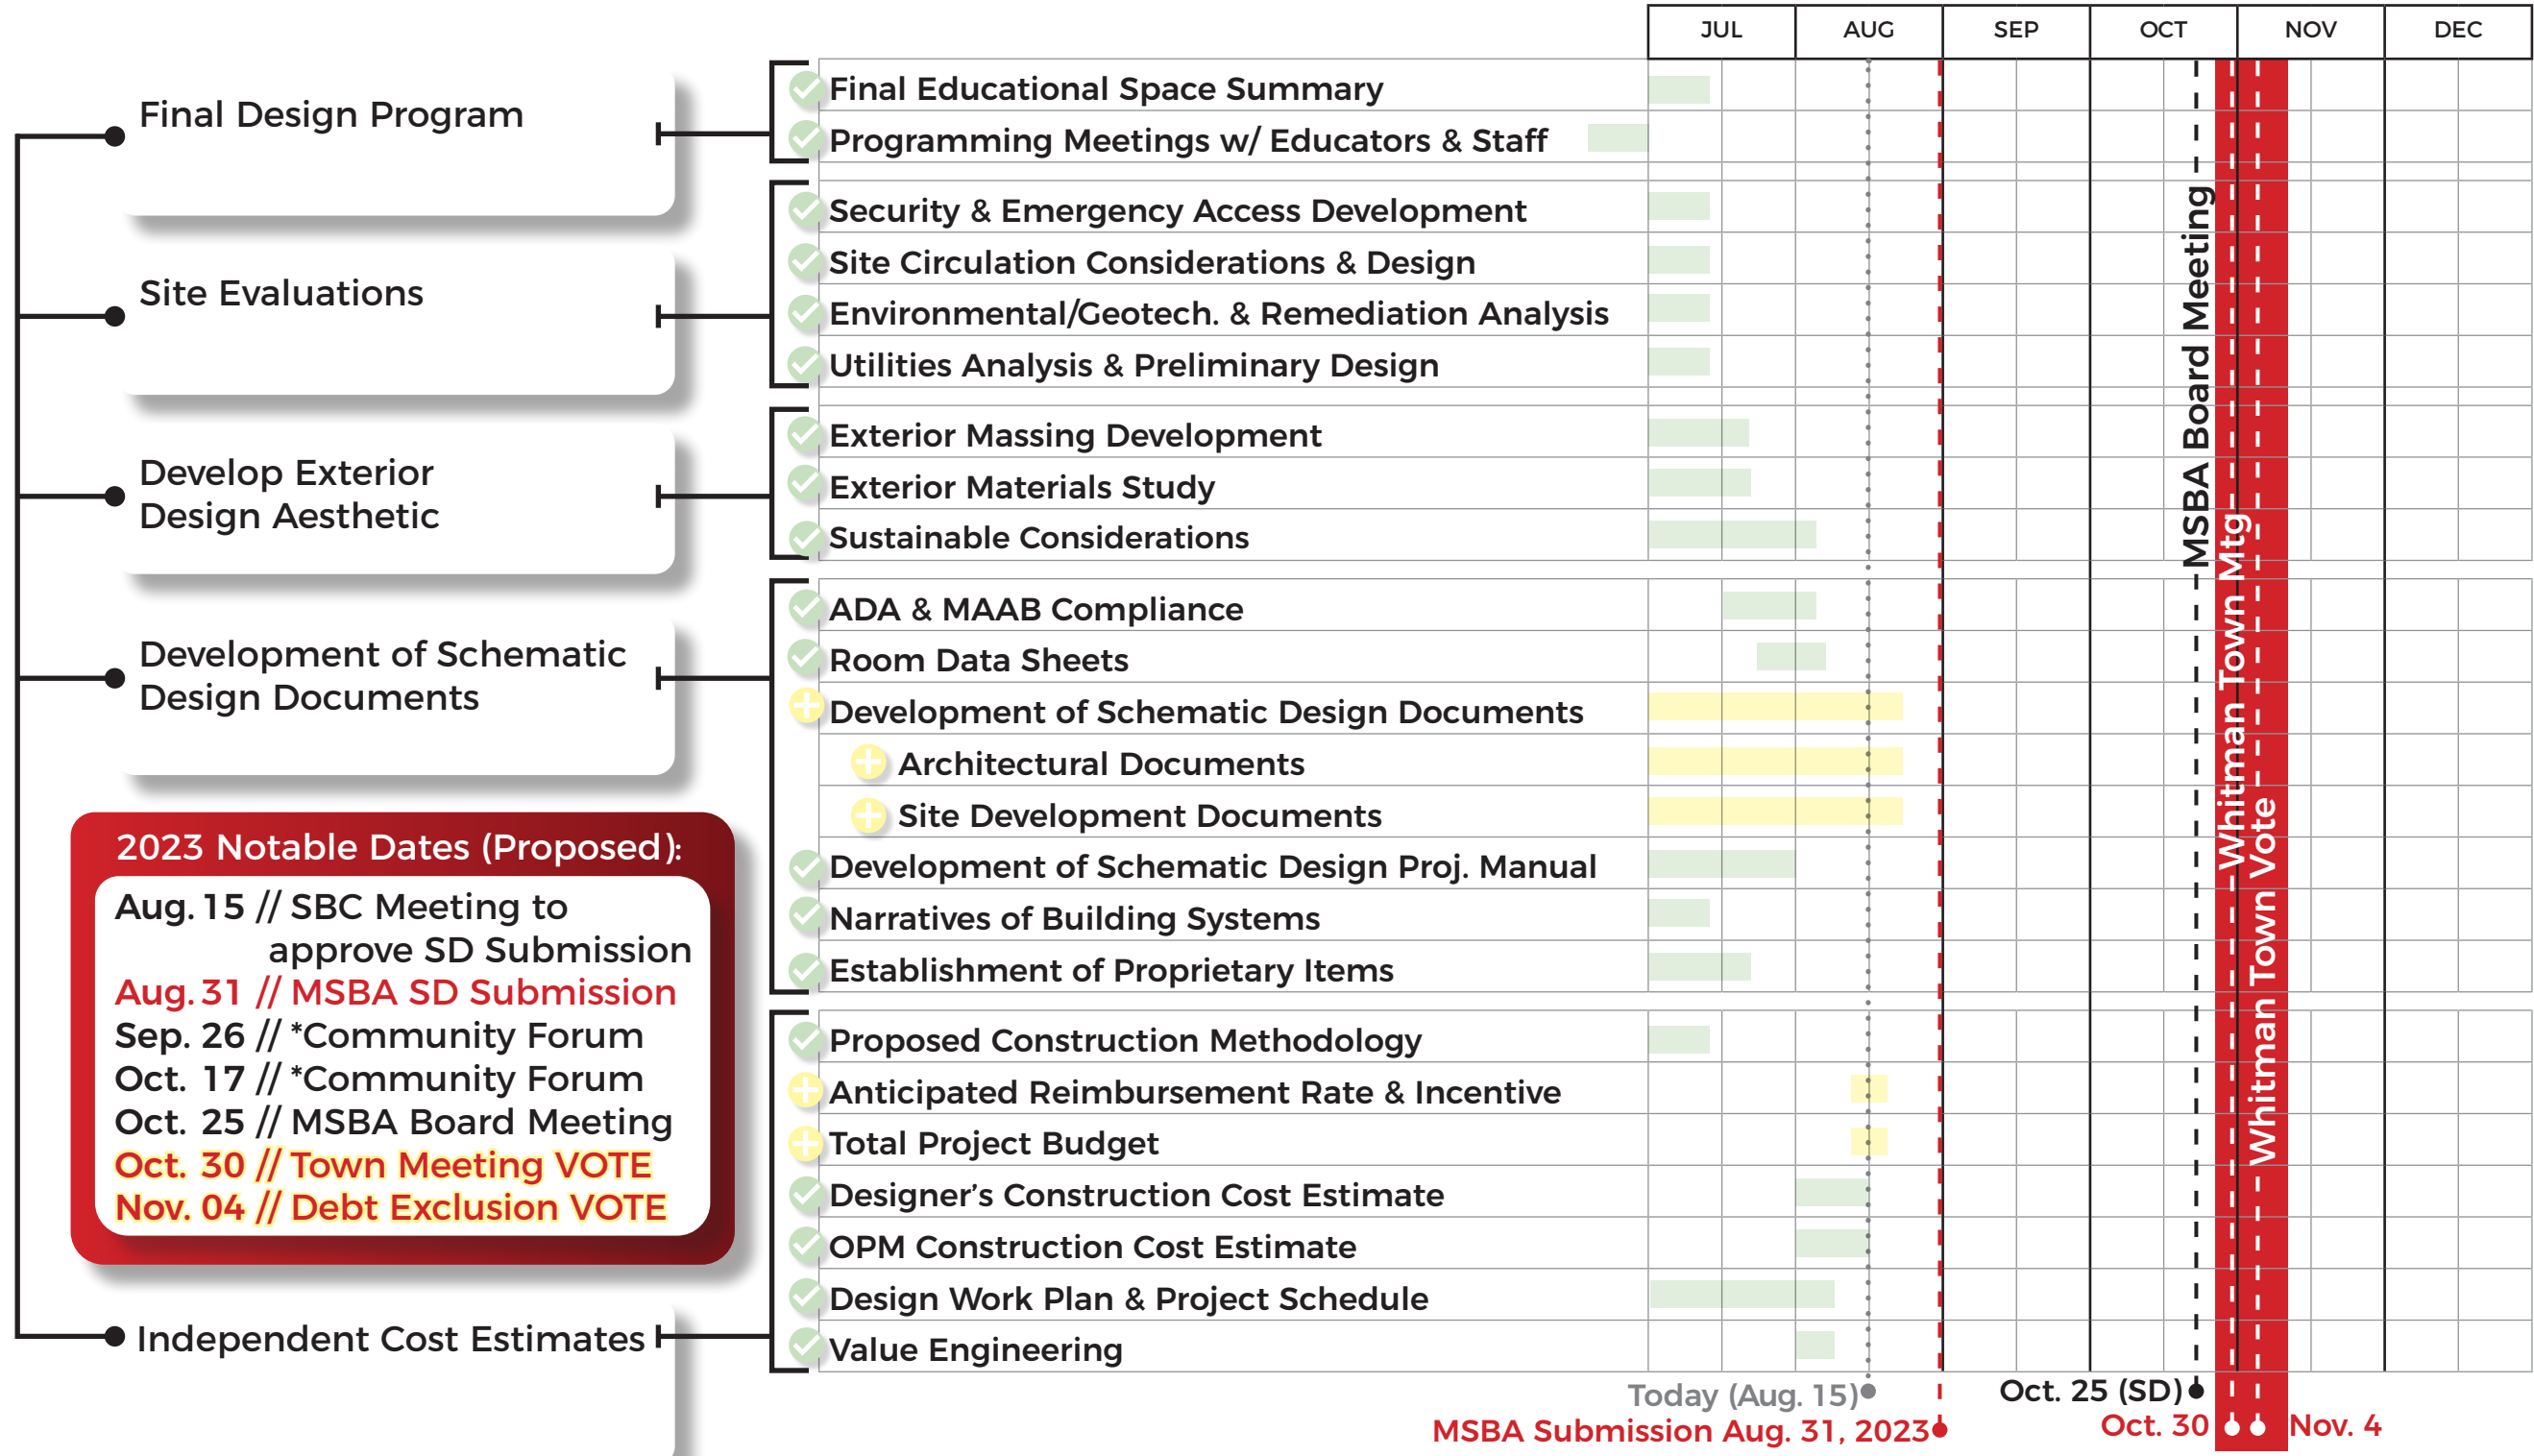 JUL AUG SEP OCT NOV DEC
Final Design Program
Final Educational Space Summary
Programming Meetings w/ Educators & Staff
Site Evaluations
Security & Emergency Access Development
Site Circulation Considerations & Design
Environmental/Geotech. & Remediation Analysis
Utilities Analysis & Preliminary Design
Develop Exterior
Design Aesthetic
Exterior Massing Development
Exterior Materials Study
Sustainable Considerations
Development of Schematic
Design Documents
ADA & MAAB Compliance
Room Data Sheets
Development of Schematic Design Documents
Architectural Documents
Site Development Documents
Development of Schematic Design Proj. Manual
Narratives of Building Systems
Establishment of Proprietary Items
2023 Notable Dates (Proposed):
Aug. 15 // SBC Meeting to
approve SD Submission
Aug. 31 // MSBA SD Submission
Sep. 26 // *Community Forum
Oct. 17 // *Community Forum
Oct. 25 // MSBA Board Meeting
Oct. 30 // Town Meeting VOTE
Nov. 04 // Debt Exclusion VOTE
Independent Cost Estimates
Proposed Construction Methodology
Anticipated Reimbursement Rate & Incentive
Total Project Budget
Designer’s Construction Cost Estimate
OPM Construction Cost Estimate
Design Work Plan & Project Schedule
Value Engineering
MSBA Board Meeting
Whitman Town Mtg
Whitman Town Vote
Today (Aug. 15)
Oct. 25 (SD)
MSBA Submission Aug. 31, 2023
Oct. 30
Nov. 4